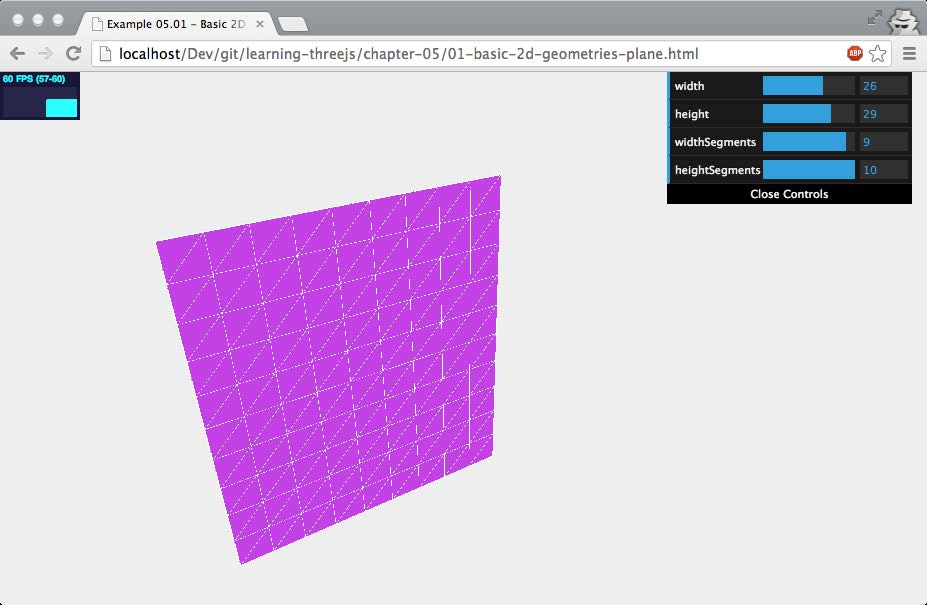 Example 05.01 – Basic 2D
localhost/Dev/git/learning-threejs/chapter-05/01-basic-2d-geometries-plane.html
ABP
60 FPS (57-60)
width 26
height 29
widthSegments 9
heightSegments 10
Close Controls